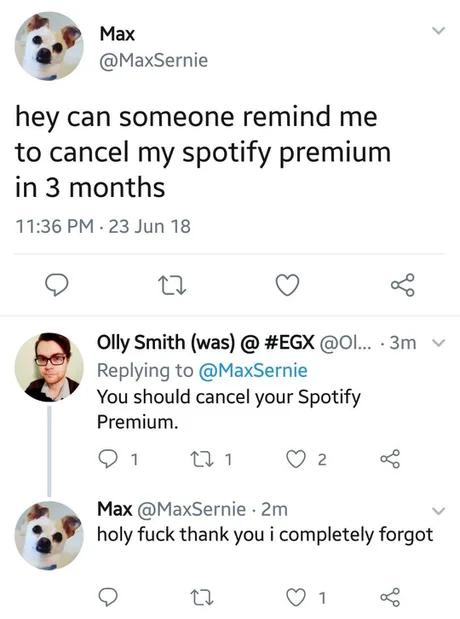 Max
@MaxSernie
hey can someone remind me
to cancel my spotify premium
in 3 months
11:36 PM · 23 Jun 18
Olly Smith (was) @ #EGX @Ol... · 3m
Replying to @MaxSernie
You should cancel your Spotify
Premium.
1 1 2
Max @MaxSernie · 2m
holy fuck thank you i completely forgot
1